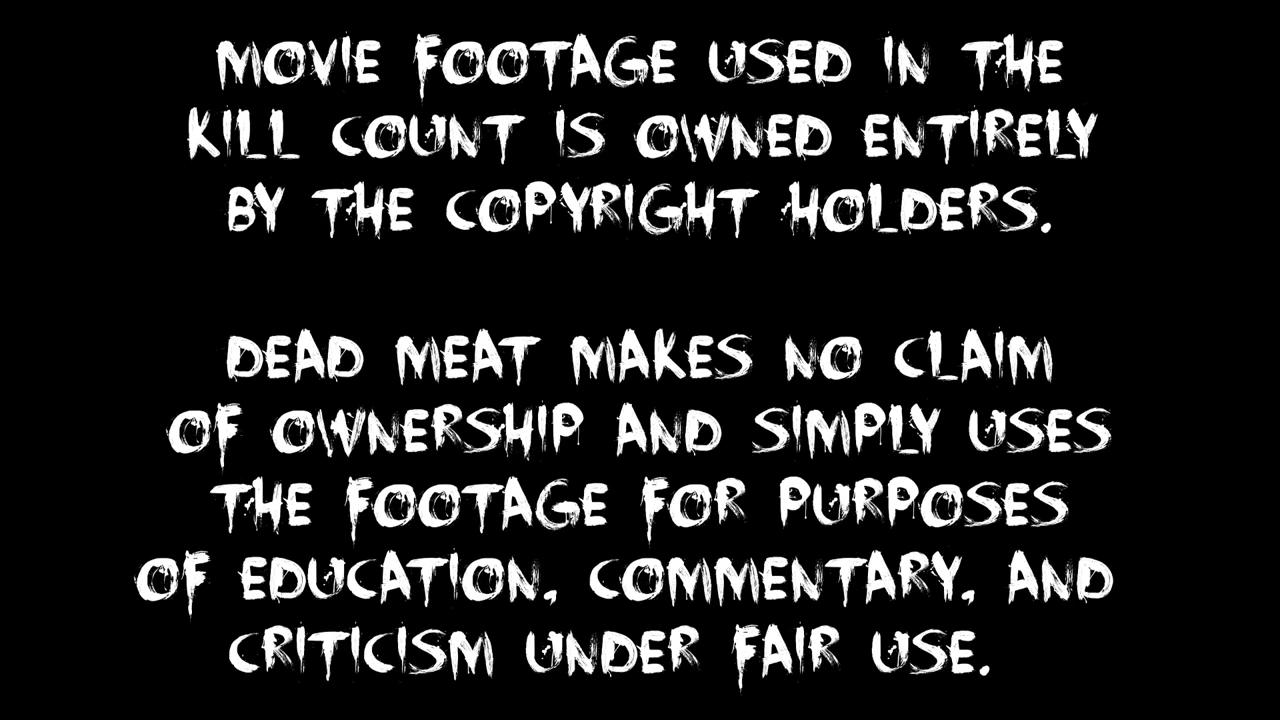 MOVIE FOOTAGE USED IN THE
KILL COUNT IS OWNED ENTIRELY
BY THE COPYRIGHT HOLDERS.
DEAD MEAT MAKES NO CLAIM
OF OWNERSHIP AND SIMPLY USES
THE FOOTAGE FOR PURPOSES
OF EDUCATION, COMMENTARY, AND
CRITICISM UNDER FAIR USE.